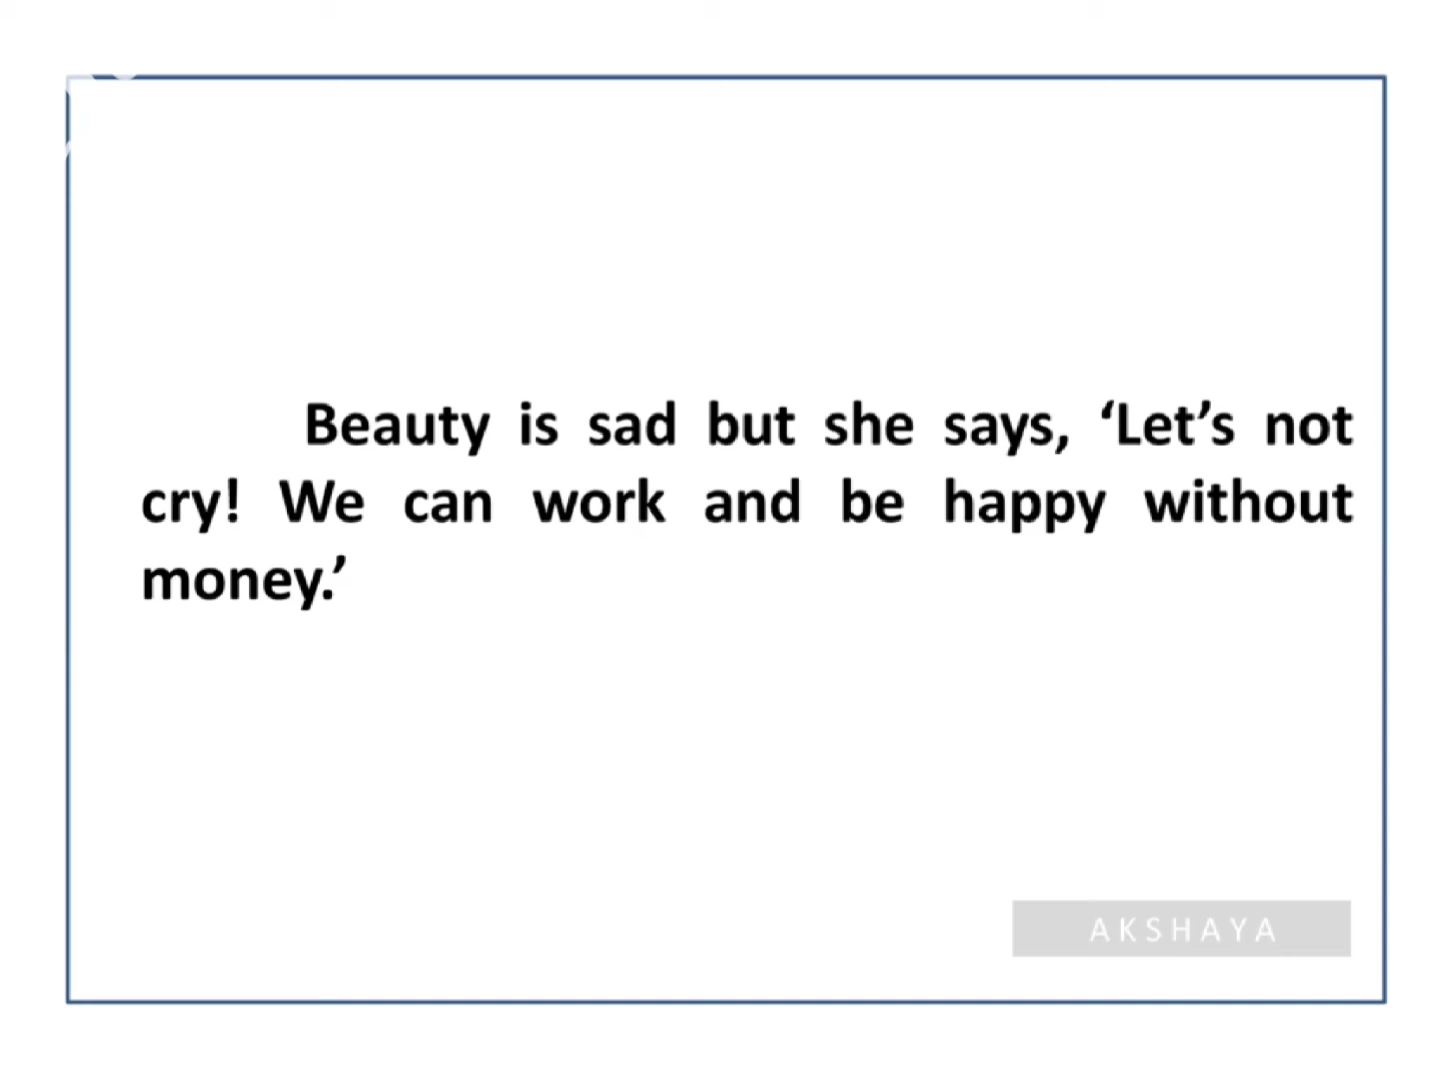 Beauty is sad but she says, ‘Let’s not
cry! We can work and be happy without
money.’
AKSHAYA